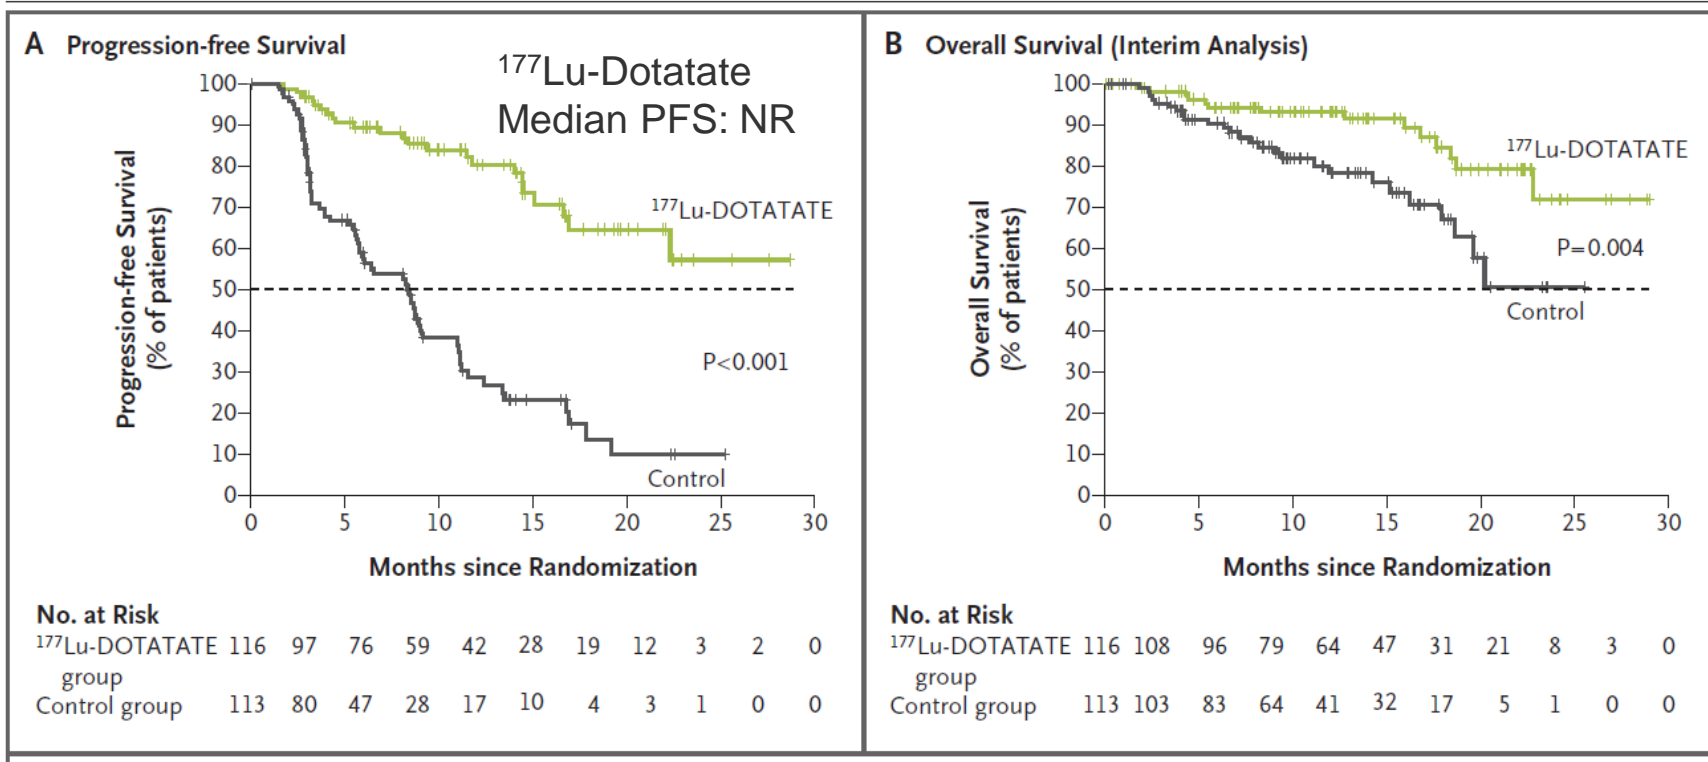 A Progression-free Survival
¹⁷⁷Lu-Dotatate
Median PFS: NR
Progression-free Survival
(% of patients)
100
90
80
70
60
50
40
30
20
10
0
¹⁷⁷Lu-DOTATATE
P<0.001
Control
0 5 10 15 20 25 30
Months since Randomization
No. at Risk
¹⁷⁷Lu-DOTATATE 116 97 76 59 42 28 19 12 3 2 0
group
Control group 113 80 47 28 17 10 4 3 1 0 0
B Overall Survival (Interim Analysis)
Overall Survival
(% of patients)
100
90
80
70
60
50
40
30
20
10
0
¹⁷⁷Lu-DOTATATE
P=0.004
Control
0 5 10 15 20 25 30
Months since Randomization
No. at Risk
¹⁷⁷Lu-DOTATATE 116 108 96 79 64 47 31 21 8 3 0
group
Control group 113 103 83 64 41 32 17 5 1 0 0